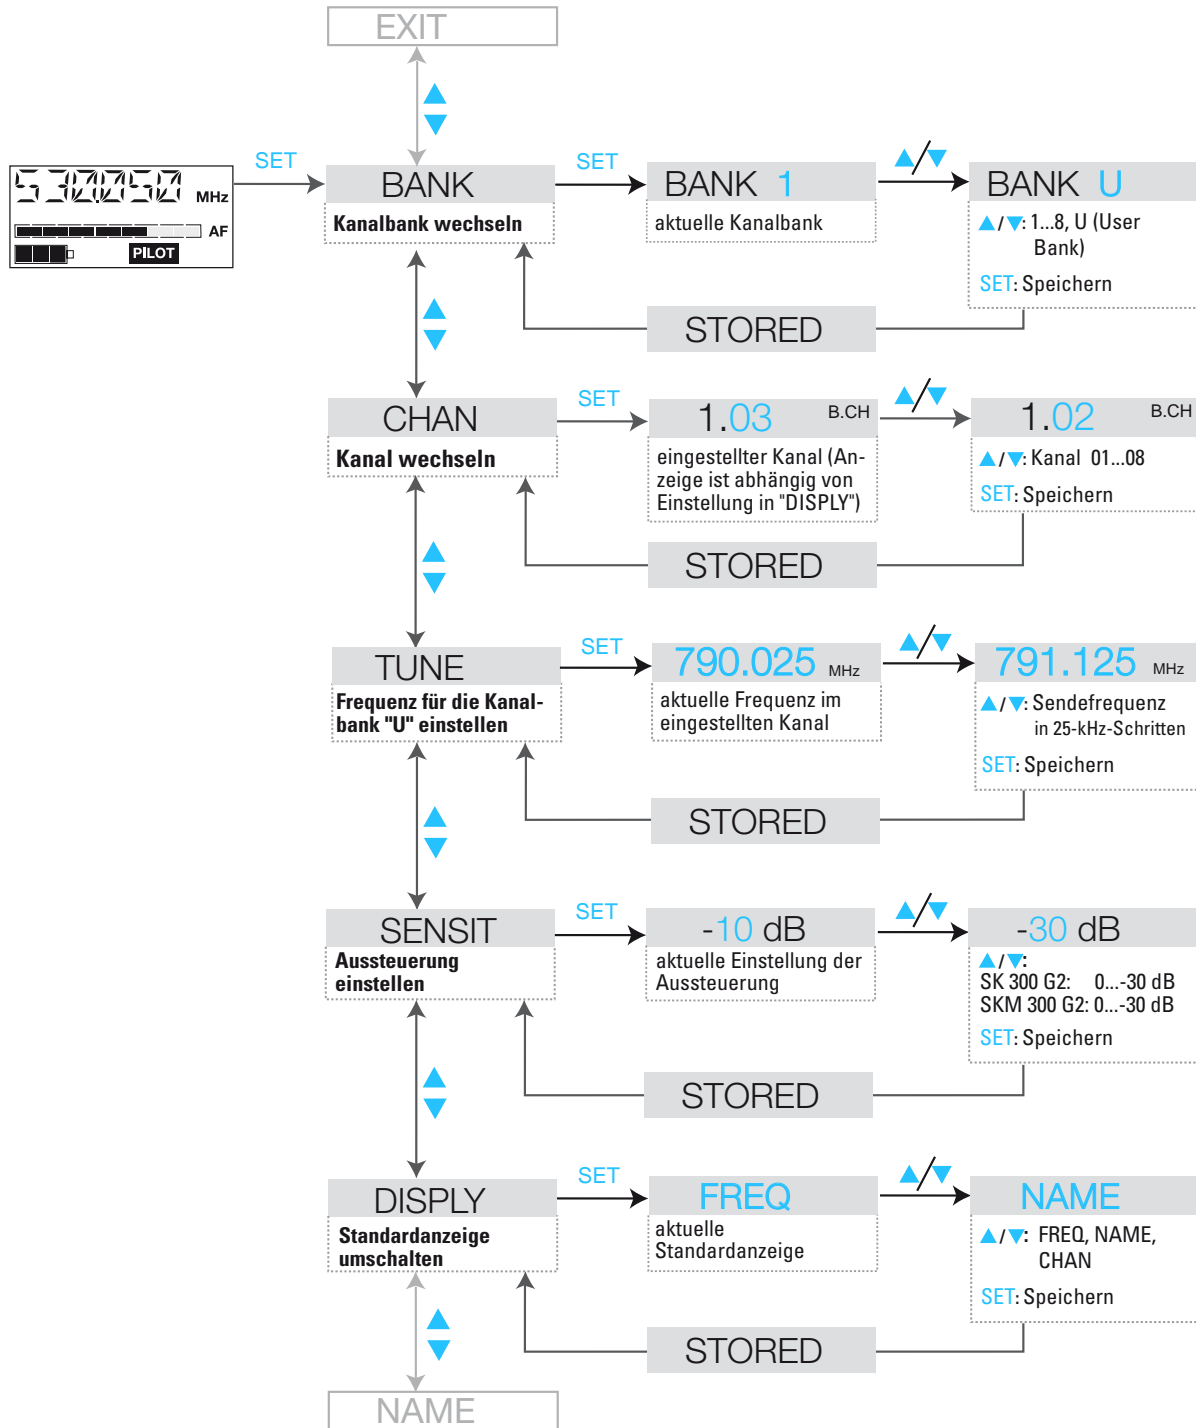 EXIT
530.050 MHz
AF
PILOT
SET
BANK
Kanalbank wechseln
SET
BANK 1
aktuelle Kanalbank
/
BANK U
/ : 1...8, U (User
Bank)
SET: Speichern
STORED
CHAN
Kanal wechseln
SET
1.03 B.CH
eingestellter Kanal (An-
zeige ist abhängig von
Einstellung in "DISPLY")
/
1.02 B.CH
/ : Kanal 01...08
SET: Speichern
STORED
TUNE
Frequenz für die Kanal-
bank "U" einstellen
SET
790.025 MHz
aktuelle Frequenz im
eingestellten Kanal
/
791.125 MHz
/ : Sendefrequenz
in 25-kHz-Schritten
SET: Speichern
STORED
SENSIT
Aussteuerung
einstellen
SET
-10 dB
aktuelle Einstellung der
Aussteuerung
/
-30 dB
/ :
SK 300 G2: 0...-30 dB
SKM 300 G2: 0...-30 dB
SET: Speichern
STORED
DISPLY
Standardanzeige
umschalten
SET
FREQ
aktuelle
Standardanzeige
/
NAME
/ : FREQ, NAME,
CHAN
SET: Speichern
STORED
NAME